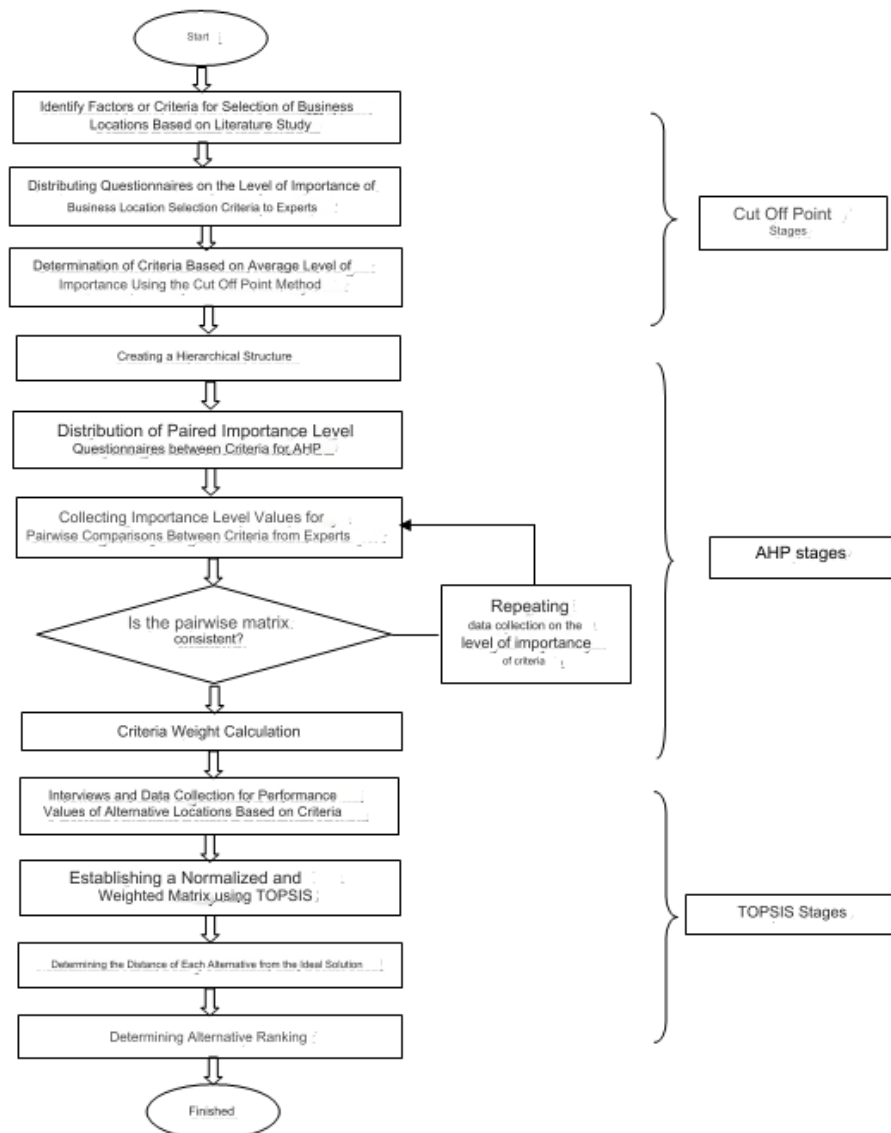 Start
Identify Factors or Criteria for Selection of Business
Locations Based on Literature Study
Distributing Questionnaires on the Level of Importance of
Business Location Selection Criteria to Experts
Cut Off Point
Stages
Determination of Criteria Based on Average Level of
Importance Using the Cut Off Point Method
Creating a Hierarchical Structure
Distribution of Paired Importance Level
Questionnaires between Criteria for AHP
Collecting Importance Level Values for
Pairwise Comparisons Between Criteria from Experts
AHP stages
Is the pairwise matrix
consistent?
Repeating
data collection on the
level of importance
of criteria
Criteria Weight Calculation
Interviews and Data Collection for Performance
Values of Alternative Locations Based on Criteria
Establishing a Normalized and
Weighted Matrix using TOPSIS
TOPSIS Stages
Determining the Distance of Each Alternative from the Ideal Solution
Determining Alternative Ranking
Finished